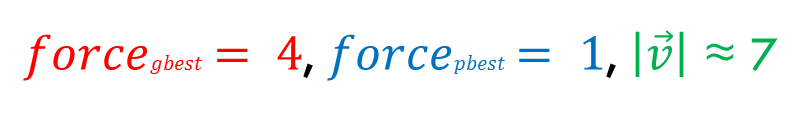 force_gbest = 4, force_pbest = 1, |v⃗| ≈ 7